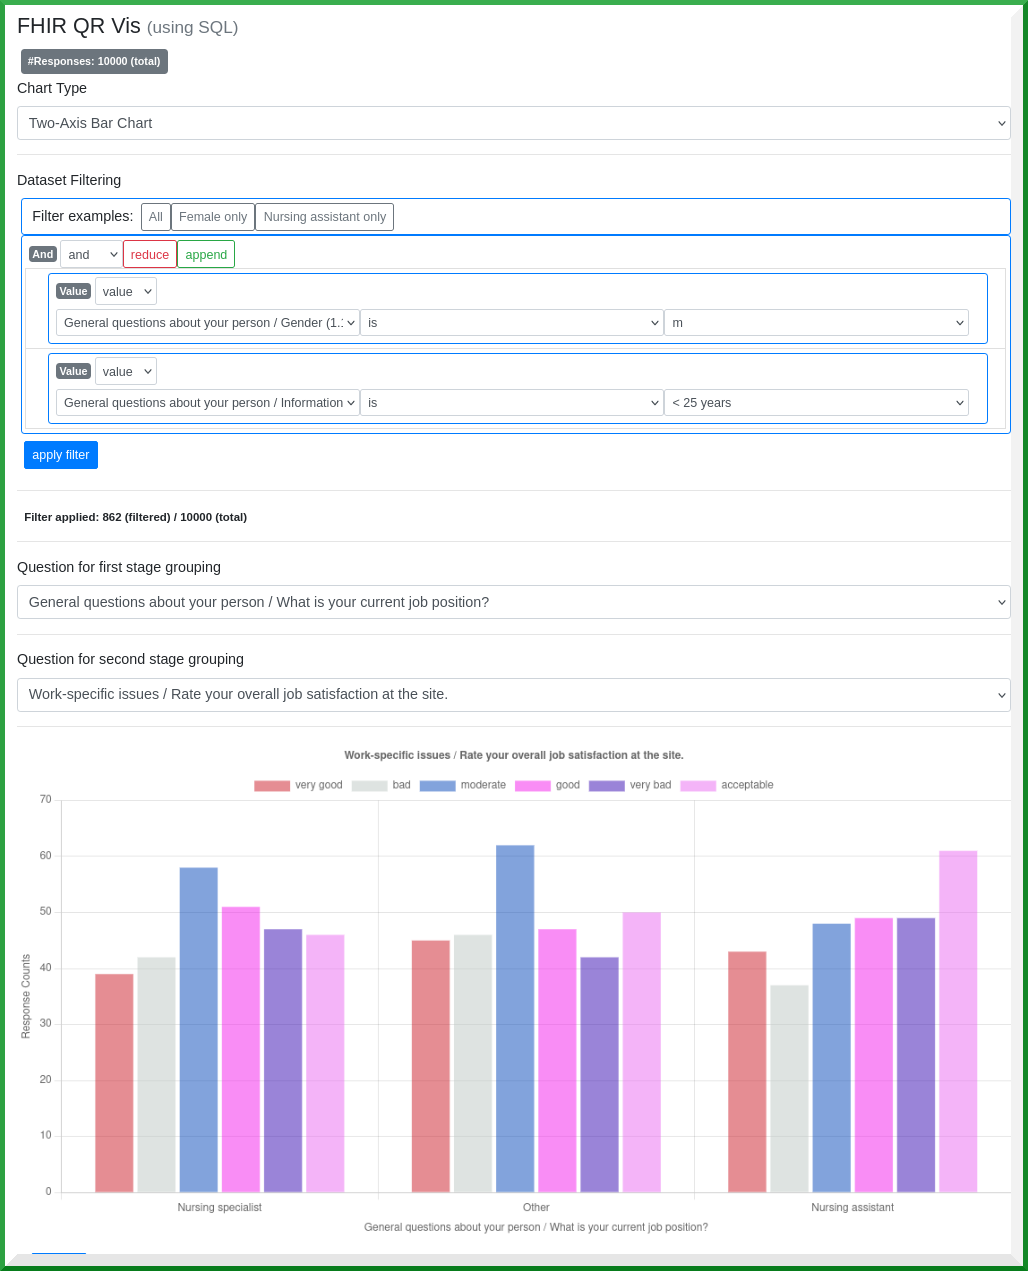 FHIR QR Vis (using SQL)
#Responses: 10000 (total)
Chart Type
Two-Axis Bar Chart
Dataset Filtering
Filter examples: All Female only Nursing assistant only
And and reduce append
Value value
General questions about your person / Gender (1.: is m
Value value
General questions about your person / Information is < 25 years
apply filter
Filter applied: 862 (filtered) / 10000 (total)
Question for first stage grouping
General questions about your person / What is your current job position?
Question for second stage grouping
Work-specific issues / Rate your overall job satisfaction at the site.
Work-specific issues / Rate your overall job satisfaction at the site.
very good bad moderate good very bad acceptable
70
60
50
40
30
20
10
0
Response Counts
Nursing specialist Other Nursing assistant
General questions about your person / What is your current job position?